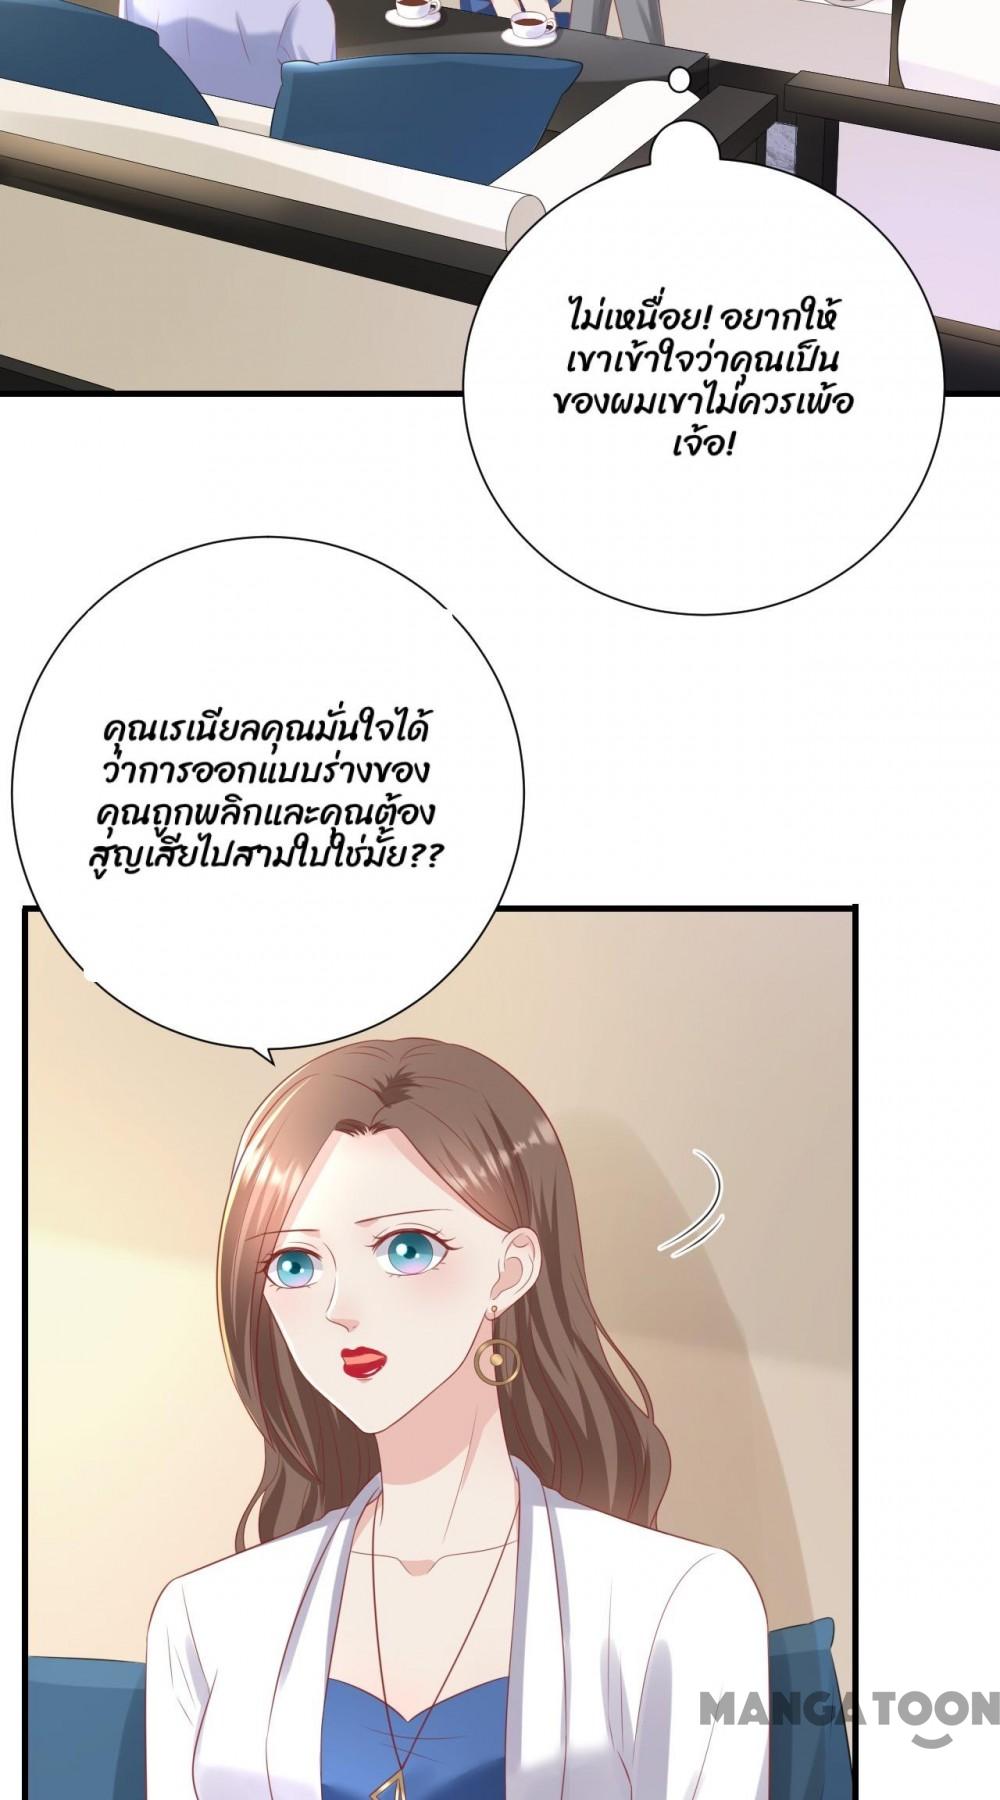 ไม่เหนื่อย! อยากให้
เขาเข้าใจว่าคุณเป็น
ของผมเขาไม่ควรเพ้อ
เจ้อ!
คุณเรเนียลคุณมั่นใจได้
ว่าการออกแบบร่างของ
คุณถูกพลิกและคุณต้อง
สูญเสียไปสามใบใช่มั้ย??
MANGATOON